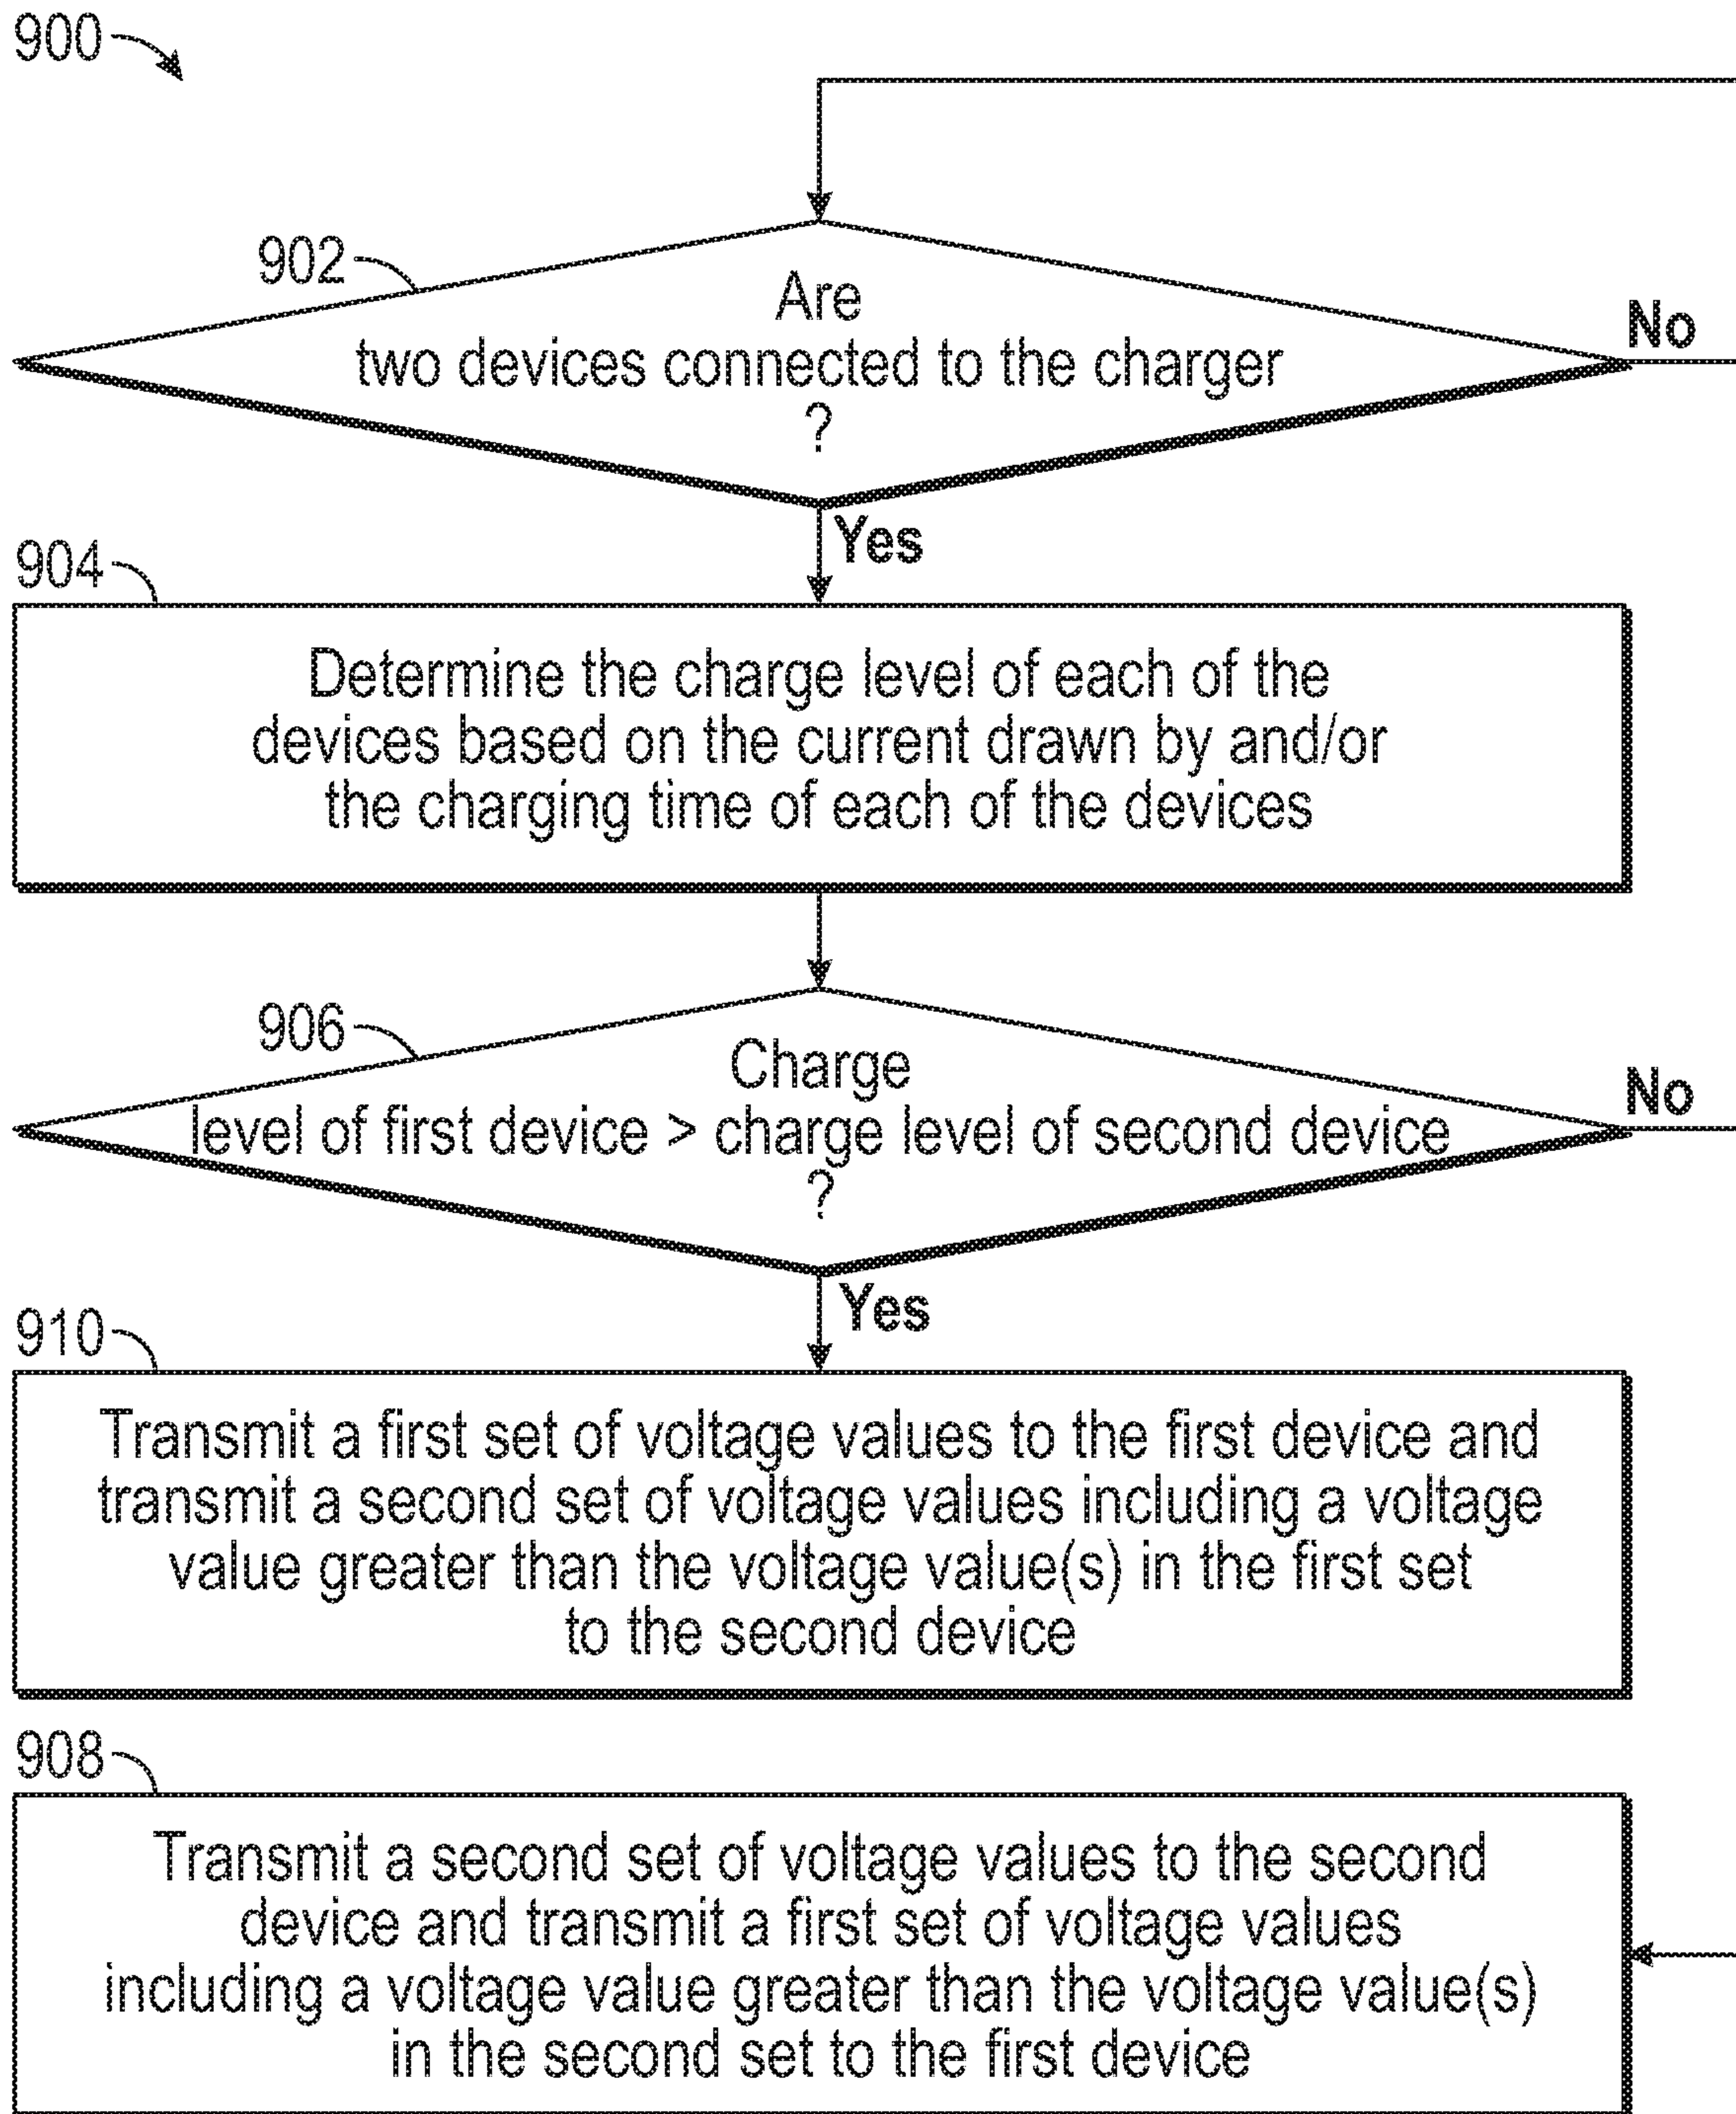 900
902
Are
two devices connected to the charger
?
No
Yes
904
Determine the charge level of each of the
devices based on the current drawn by and/or
the charging time of each of the devices
906
Charge
level of first device > charge level of second device
?
No
Yes
910
Transmit a first set of voltage values to the first device and
transmit a second set of voltage values including a voltage
value greater than the voltage value(s) in the first set
to the second device
908
Transmit a second set of voltage values to the second
device and transmit a first set of voltage values
including a voltage value greater than the voltage value(s)
in the second set to the first device